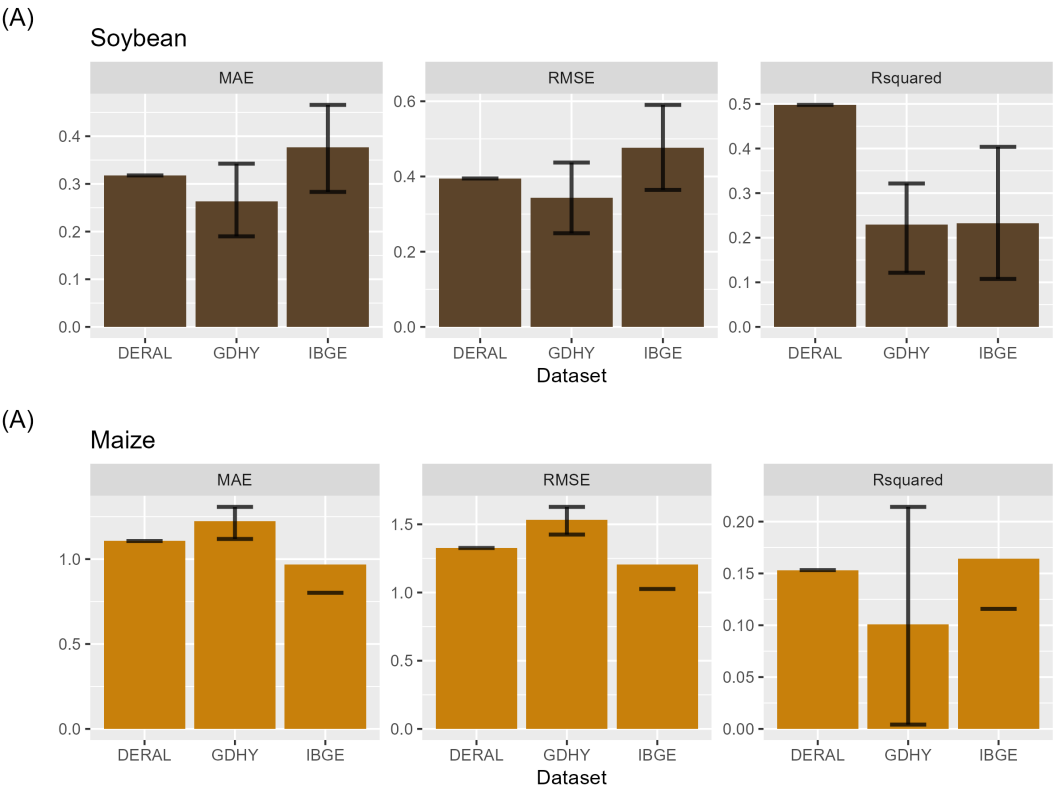 (A)
Soybean
MAE RMSE Rsquared
0.4 0.3 0.2 0.1 0.0
0.6 0.4 0.2 0.0
0.5 0.4 0.3 0.2 0.1 0.0
DERAL GDHY IBGE DERAL GDHY IBGE DERAL GDHY IBGE
Dataset
(A)
Maize
MAE RMSE Rsquared
1.0 0.5 0.0
1.5 1.0 0.5 0.0
0.20 0.15 0.10 0.05 0.00
DERAL GDHY IBGE DERAL GDHY IBGE DERAL GDHY IBGE
Dataset